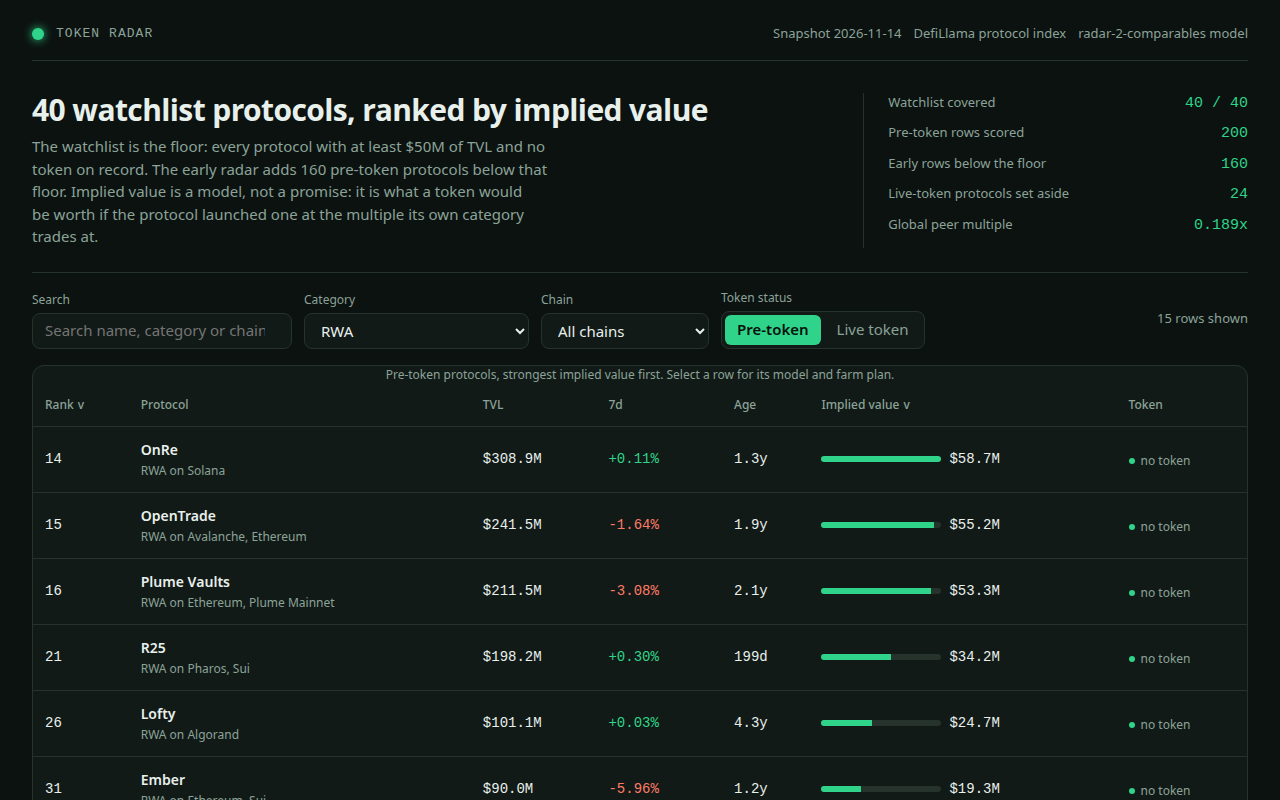 TOKEN RADAR
Snapshot 2026-11-14 DefiLlama protocol index radar-2-comparables model
40 watchlist protocols, ranked by implied value
The watchlist is the floor: every protocol with at least $50M of TVL and no
token on record. The early radar adds 160 pre-token protocols below that
floor. Implied value is a model, not a promise: it is what a token would
be worth if the protocol launched one at the multiple its own category
trades at.
Watchlist covered 40 / 40
Pre-token rows scored 200
Early rows below the floor 160
Live-token protocols set aside 24
Global peer multiple 0.189x
Search
Category
Chain
Token status
Search name, category or chain
RWA
All chains
Pre-token
Live token
15 rows shown
Pre-token protocols, strongest implied value first. Select a row for its model and farm plan.
Rank v Protocol TVL 7d Age Implied value v Token
14 OnRe $308.9M +0.11% 1.3y $58.7M no token
RWA on Solana
15 OpenTrade $241.5M -1.64% 1.9y $55.2M no token
RWA on Avalanche, Ethereum
16 Plume Vaults $211.5M -3.08% 2.1y $53.3M no token
RWA on Ethereum, Plume Mainnet
21 R25 $198.2M +0.30% 199d $34.2M no token
RWA on Pharos, Sui
26 Lofty $101.1M +0.03% 4.3y $24.7M no token
RWA on Algorand
31 Ember $90.0M -5.96% 1.2y $19.3M no token
RWA on Ethereum, Sui